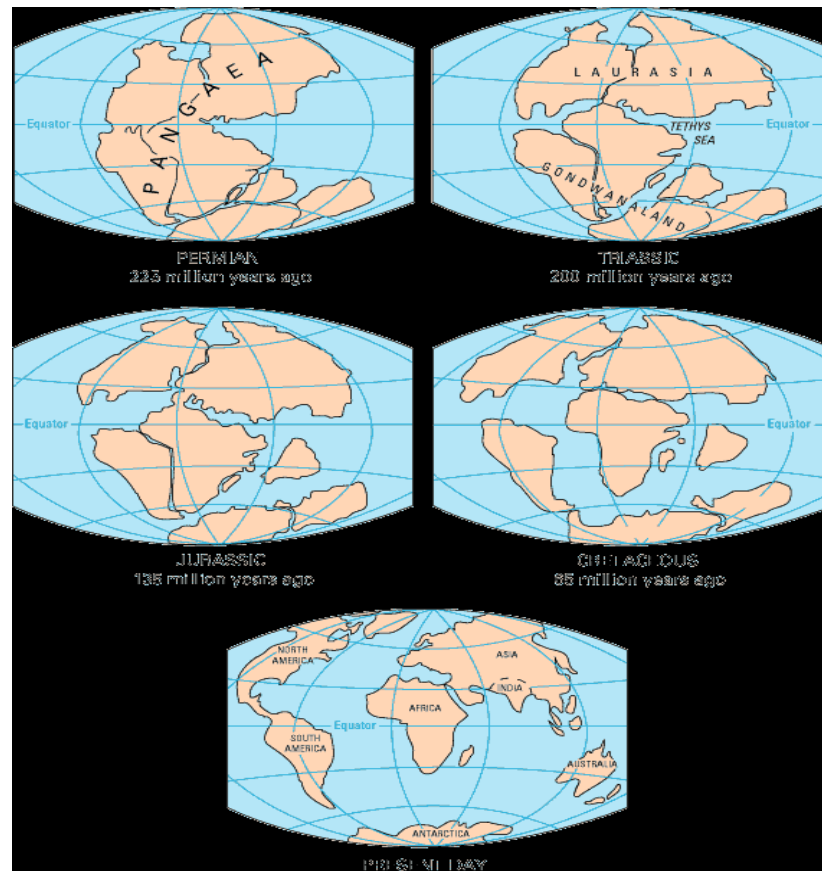 PANGAEA
Equator
PERMIAN
225 million years ago
LAURASIA
TETHYS
SEA
Equator
GONDWANALAND
TRIASSIC
200 million years ago
Equator
JURASSIC
135 million years ago
Equator
CRETACEOUS
65 million years ago
NORTH
AMERICA
ASIA
INDIA
AFRICA
Equator
SOUTH
AMERICA
AUSTRALIA
ANTARCTICA
PRESENT DAY